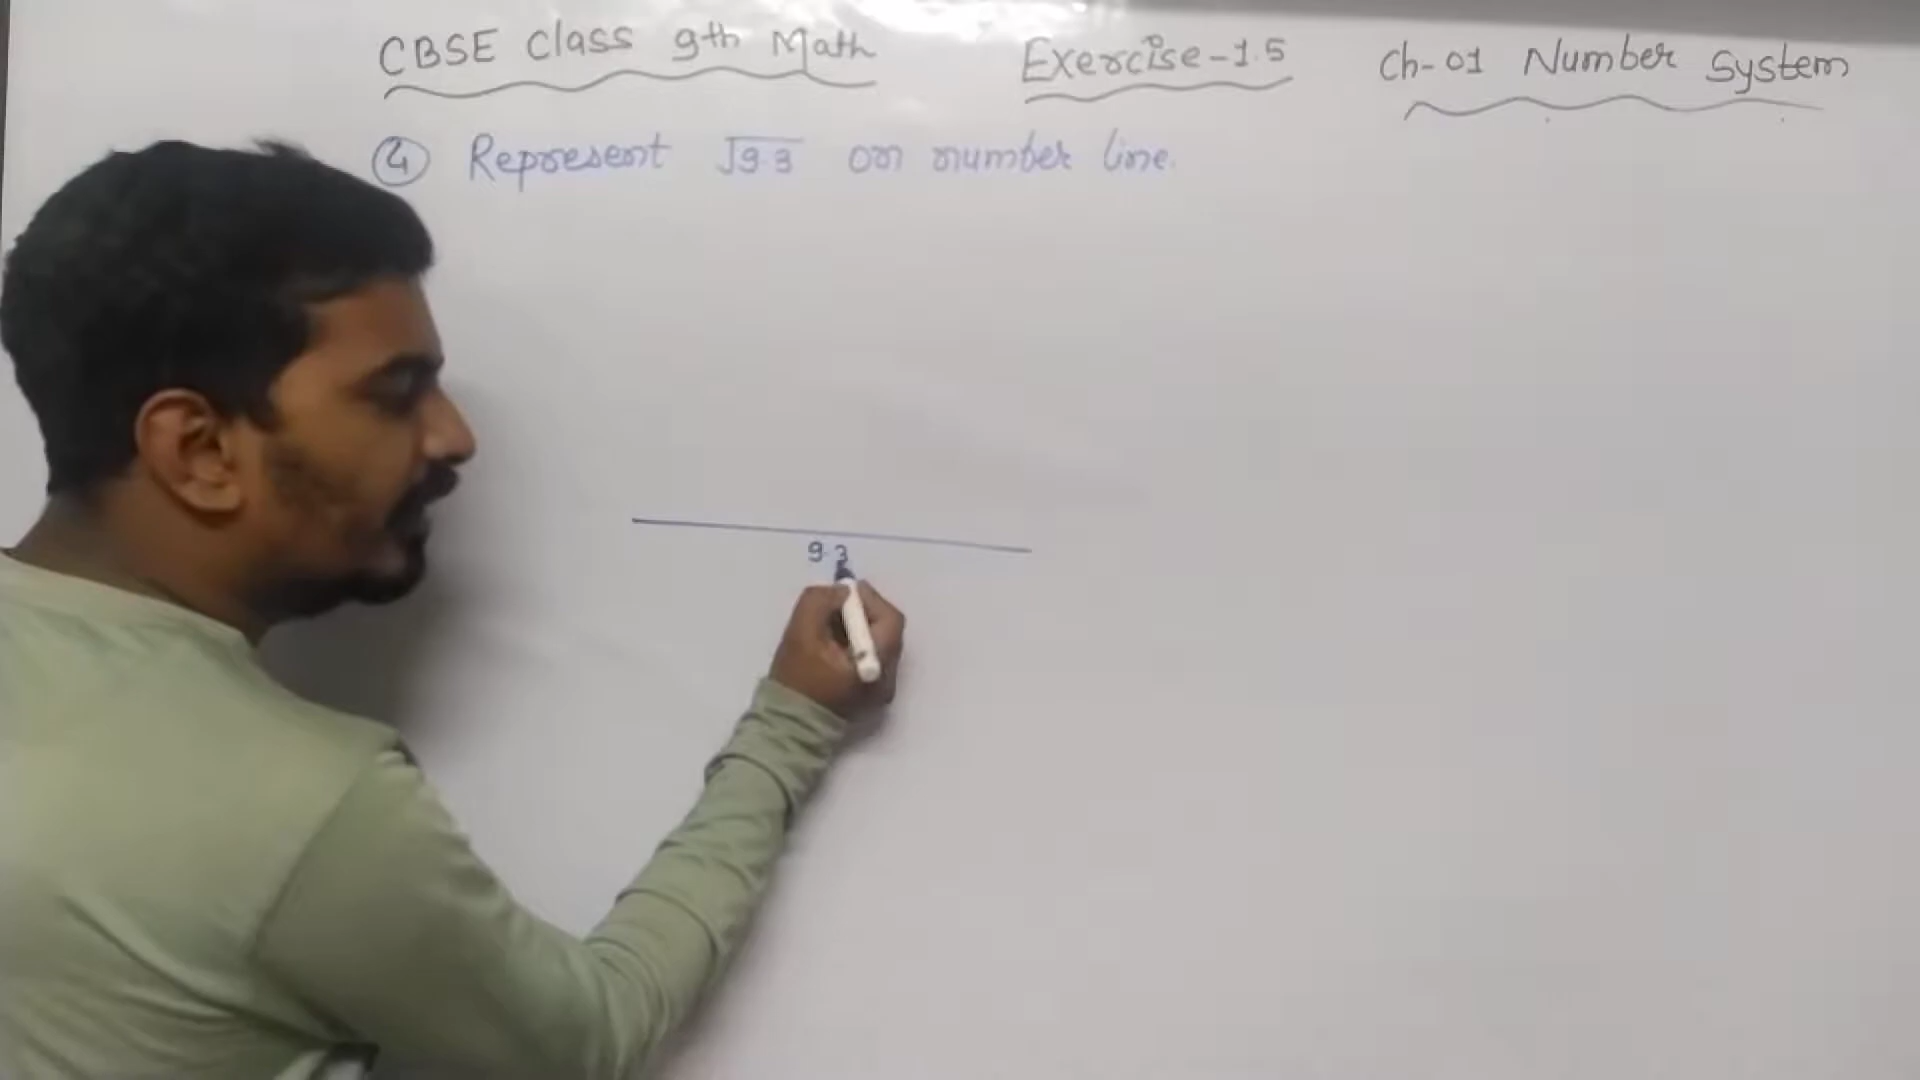 CBSE Class 9th Math Exercise-1.5 Ch-01 Number System
④ Represent √9.3 on number line.
9.3